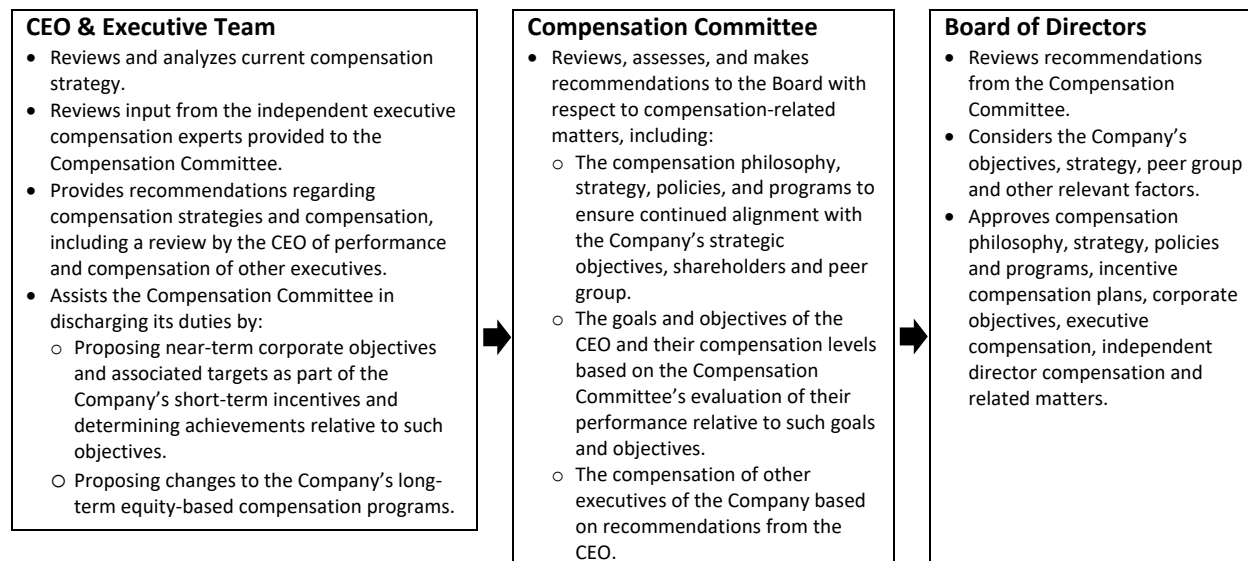 CEO & Executive Team
• Reviews and analyzes current compensation
strategy.
• Reviews input from the independent executive
compensation experts provided to the
Compensation Committee.
• Provides recommendations regarding
compensation strategies and compensation,
including a review by the CEO of performance
and compensation of other executives.
• Assists the Compensation Committee in
discharging its duties by:
o Proposing near-term corporate objectives
and associated targets as part of the
Company’s short-term incentives and
determining achievements relative to such
objectives.
o Proposing changes to the Company’s long-
term equity-based compensation programs.
Compensation Committee
• Reviews, assesses, and makes
recommendations to the Board with
respect to compensation-related
matters, including:
o The compensation philosophy,
strategy, policies, and programs to
ensure continued alignment with
the Company’s strategic
objectives, shareholders and peer
group.
o The goals and objectives of the
CEO and their compensation levels
based on the Compensation
Committee’s evaluation of their
performance relative to such goals
and objectives.
o The compensation of other
executives of the Company based
on recommendations from the
CEO.
Board of Directors
• Reviews recommendations
from the Compensation
Committee.
• Considers the Company’s
objectives, strategy, peer group
and other relevant factors.
• Approves compensation
philosophy, strategy, policies
and programs, incentive
compensation plans, corporate
objectives, executive
compensation, independent
director compensation and
related matters.